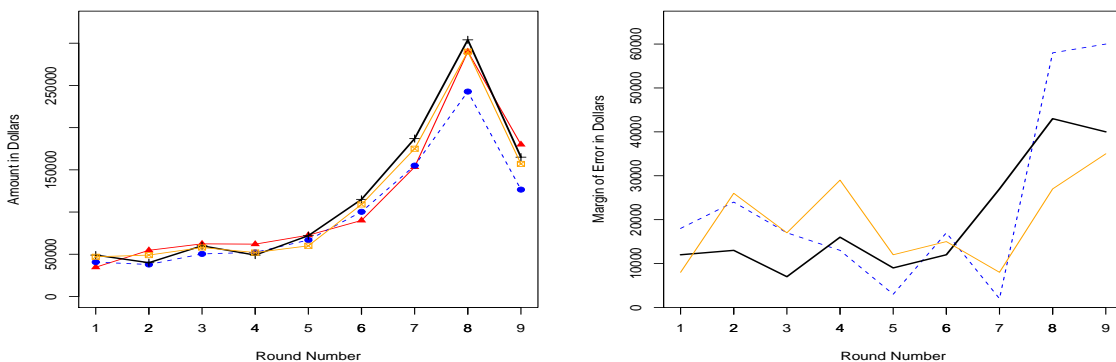 Amount in Dollars
0
50000
150000
250000
1 2 3 4 5 6 7 8 9
Round Number
Margin of Error in Dollars
0
10000
20000
30000
40000
50000
60000
1 2 3 4 5 6 7 8 9
Round Number